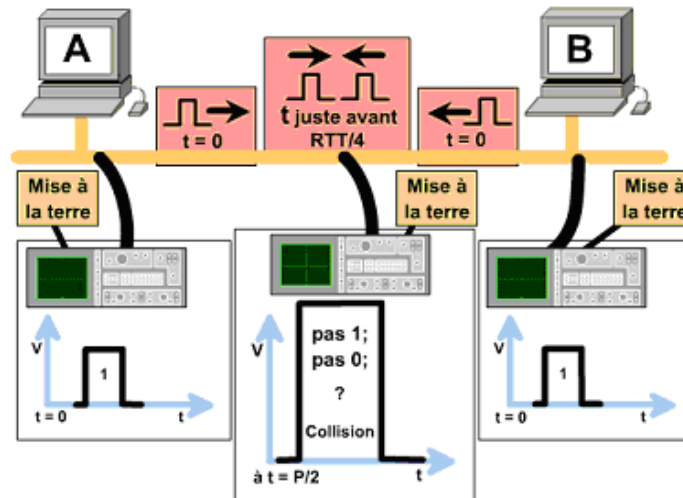 A
B
t = 0
t juste avant
RTT/4
t = 0
Mise à
la terre
Mise à
la terre
Mise à
la terre
V
1
t = 0
t
V
pas 1;
pas 0;
?
Collision
à t = P/2
t
V
1
t = 0
t